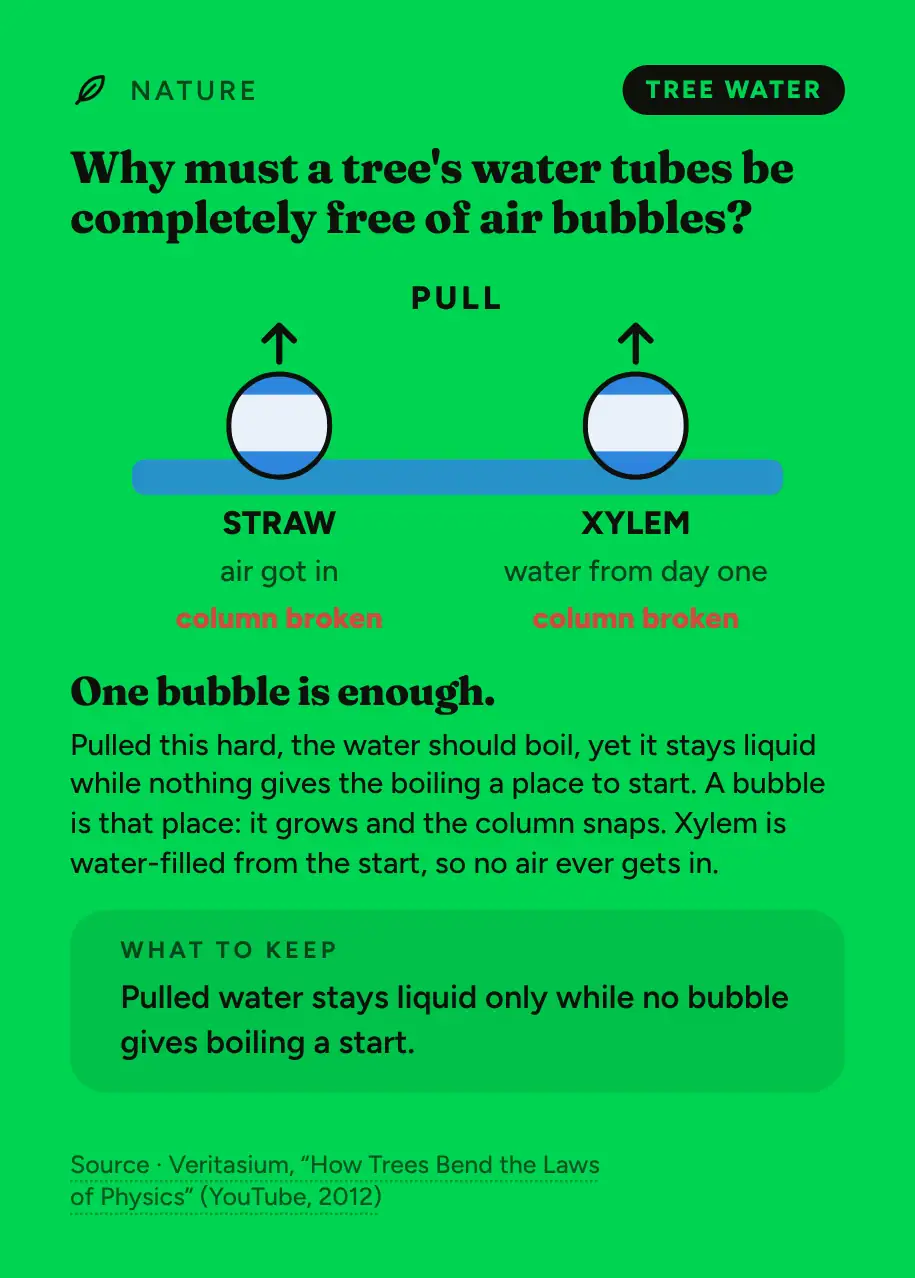 NATURE
TREE WATER
Why must a tree's water tubes be
completely free of air bubbles?
PULL
STRAW
air got in
column broken
XYLEM
water from day one
column broken
One bubble is enough.
Pulled this hard, the water should boil, yet it stays liquid
while nothing gives the boiling a place to start. A bubble
is that place: it grows and the column snaps. Xylem is
water-filled from the start, so no air ever gets in.
WHAT TO KEEP
Pulled water stays liquid only while no bubble
gives boiling a start.
Source · Veritasium, “How Trees Bend the Laws
of Physics” (YouTube, 2012)